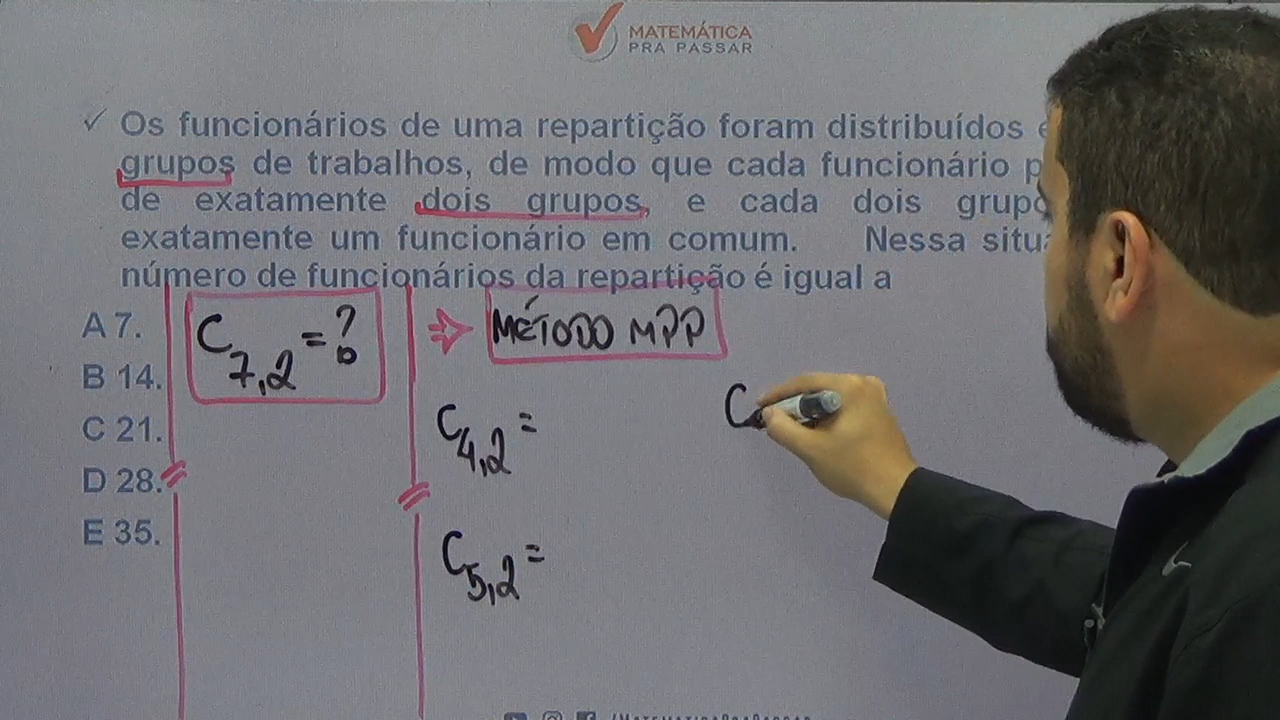 MATEMÁTICA
PRA PASSAR
Os funcionários de uma repartição foram distribuídos
grupos de trabalhos, de modo que cada funcionário
de exatamente dois grupos, e cada dois
exatamente um funcionário em comum. Nessa
número de funcionários da repartição é igual a
A 7.
B 14.
C 21.
D 28.
E 35.
C7,2 = ?
MÉTODO MPP
C4,2 =
C5,2 =
C